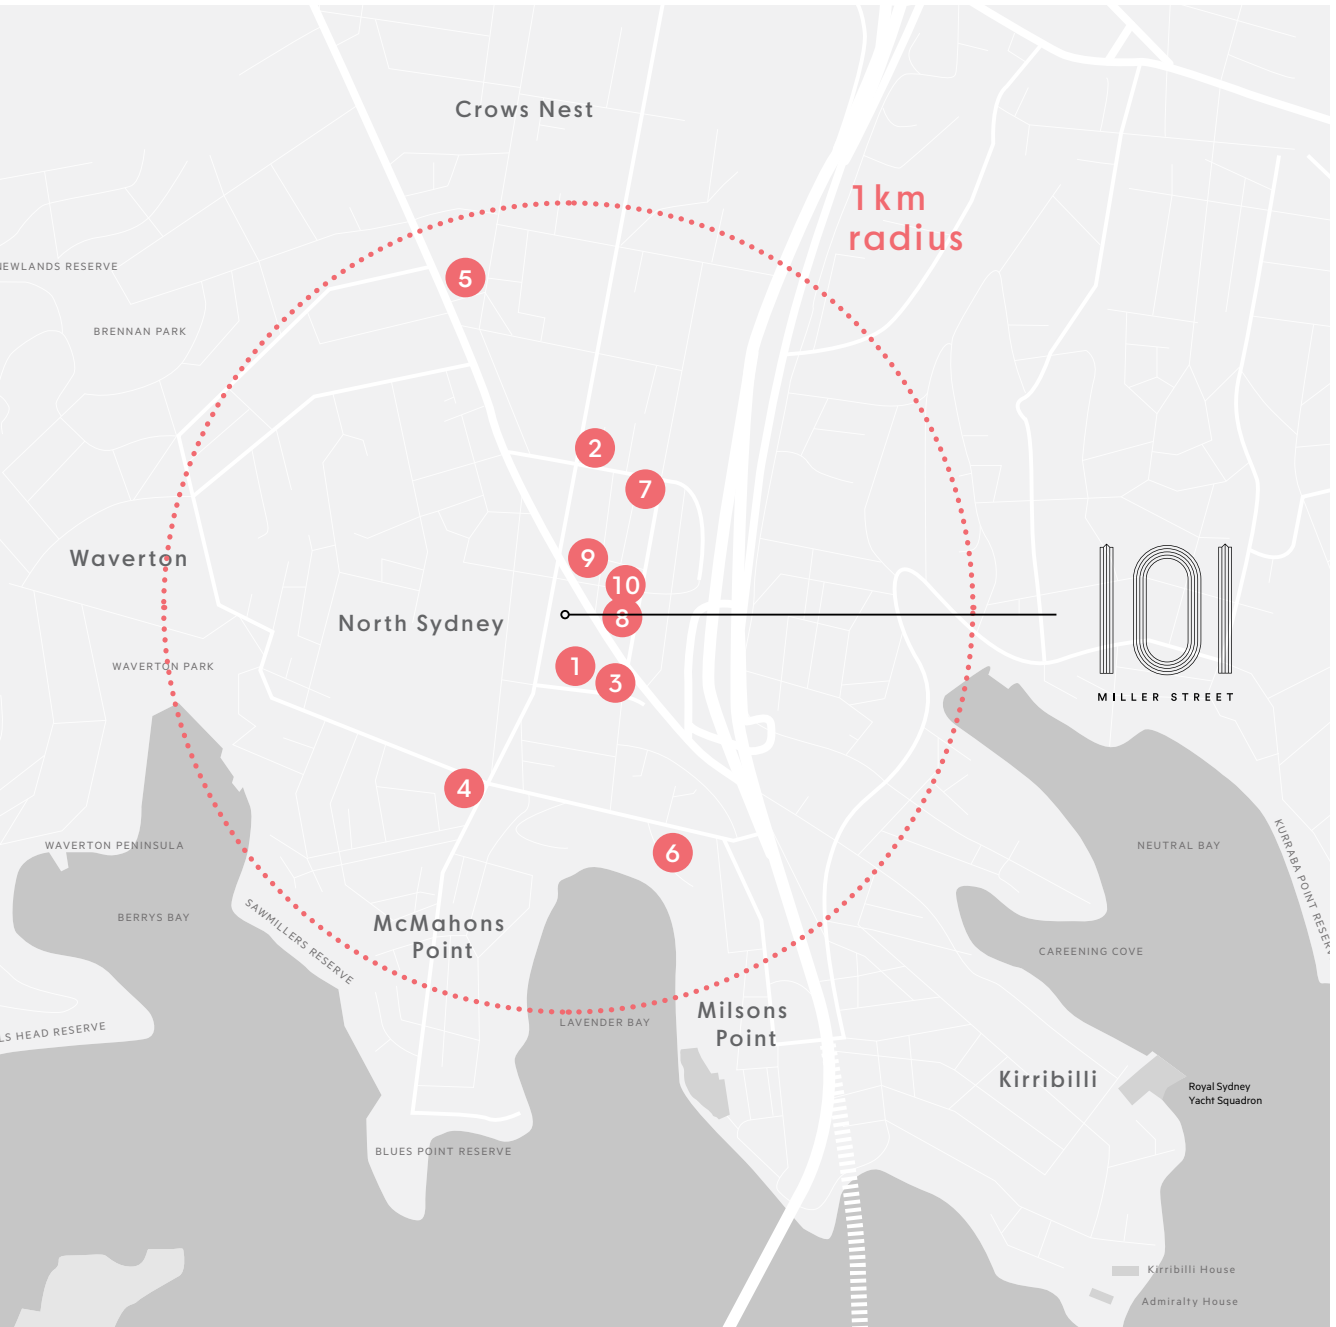 Crows Nest
1km
radius
5
EWLANDS RESERVE
BRENNAN PARK
2
7
Waverton
9
10
North Sydney
8
101
MILLER STREET
WAVERTON PARK
1
3
4
WAVERTON PENINSULA
6
NEUTRAL BAY
KURRABA POINT RESERV
BERRYS BAY
SAWMILLERS RESERVE
McMahons
Point
CAREENING COVE
LS HEAD RESERVE
LAVENDER BAY
Milsons
Point
Kirribilli
Royal Sydney
Yacht Squadron
BLUES POINT RESERVE
Kirribilli House
Admiralty House